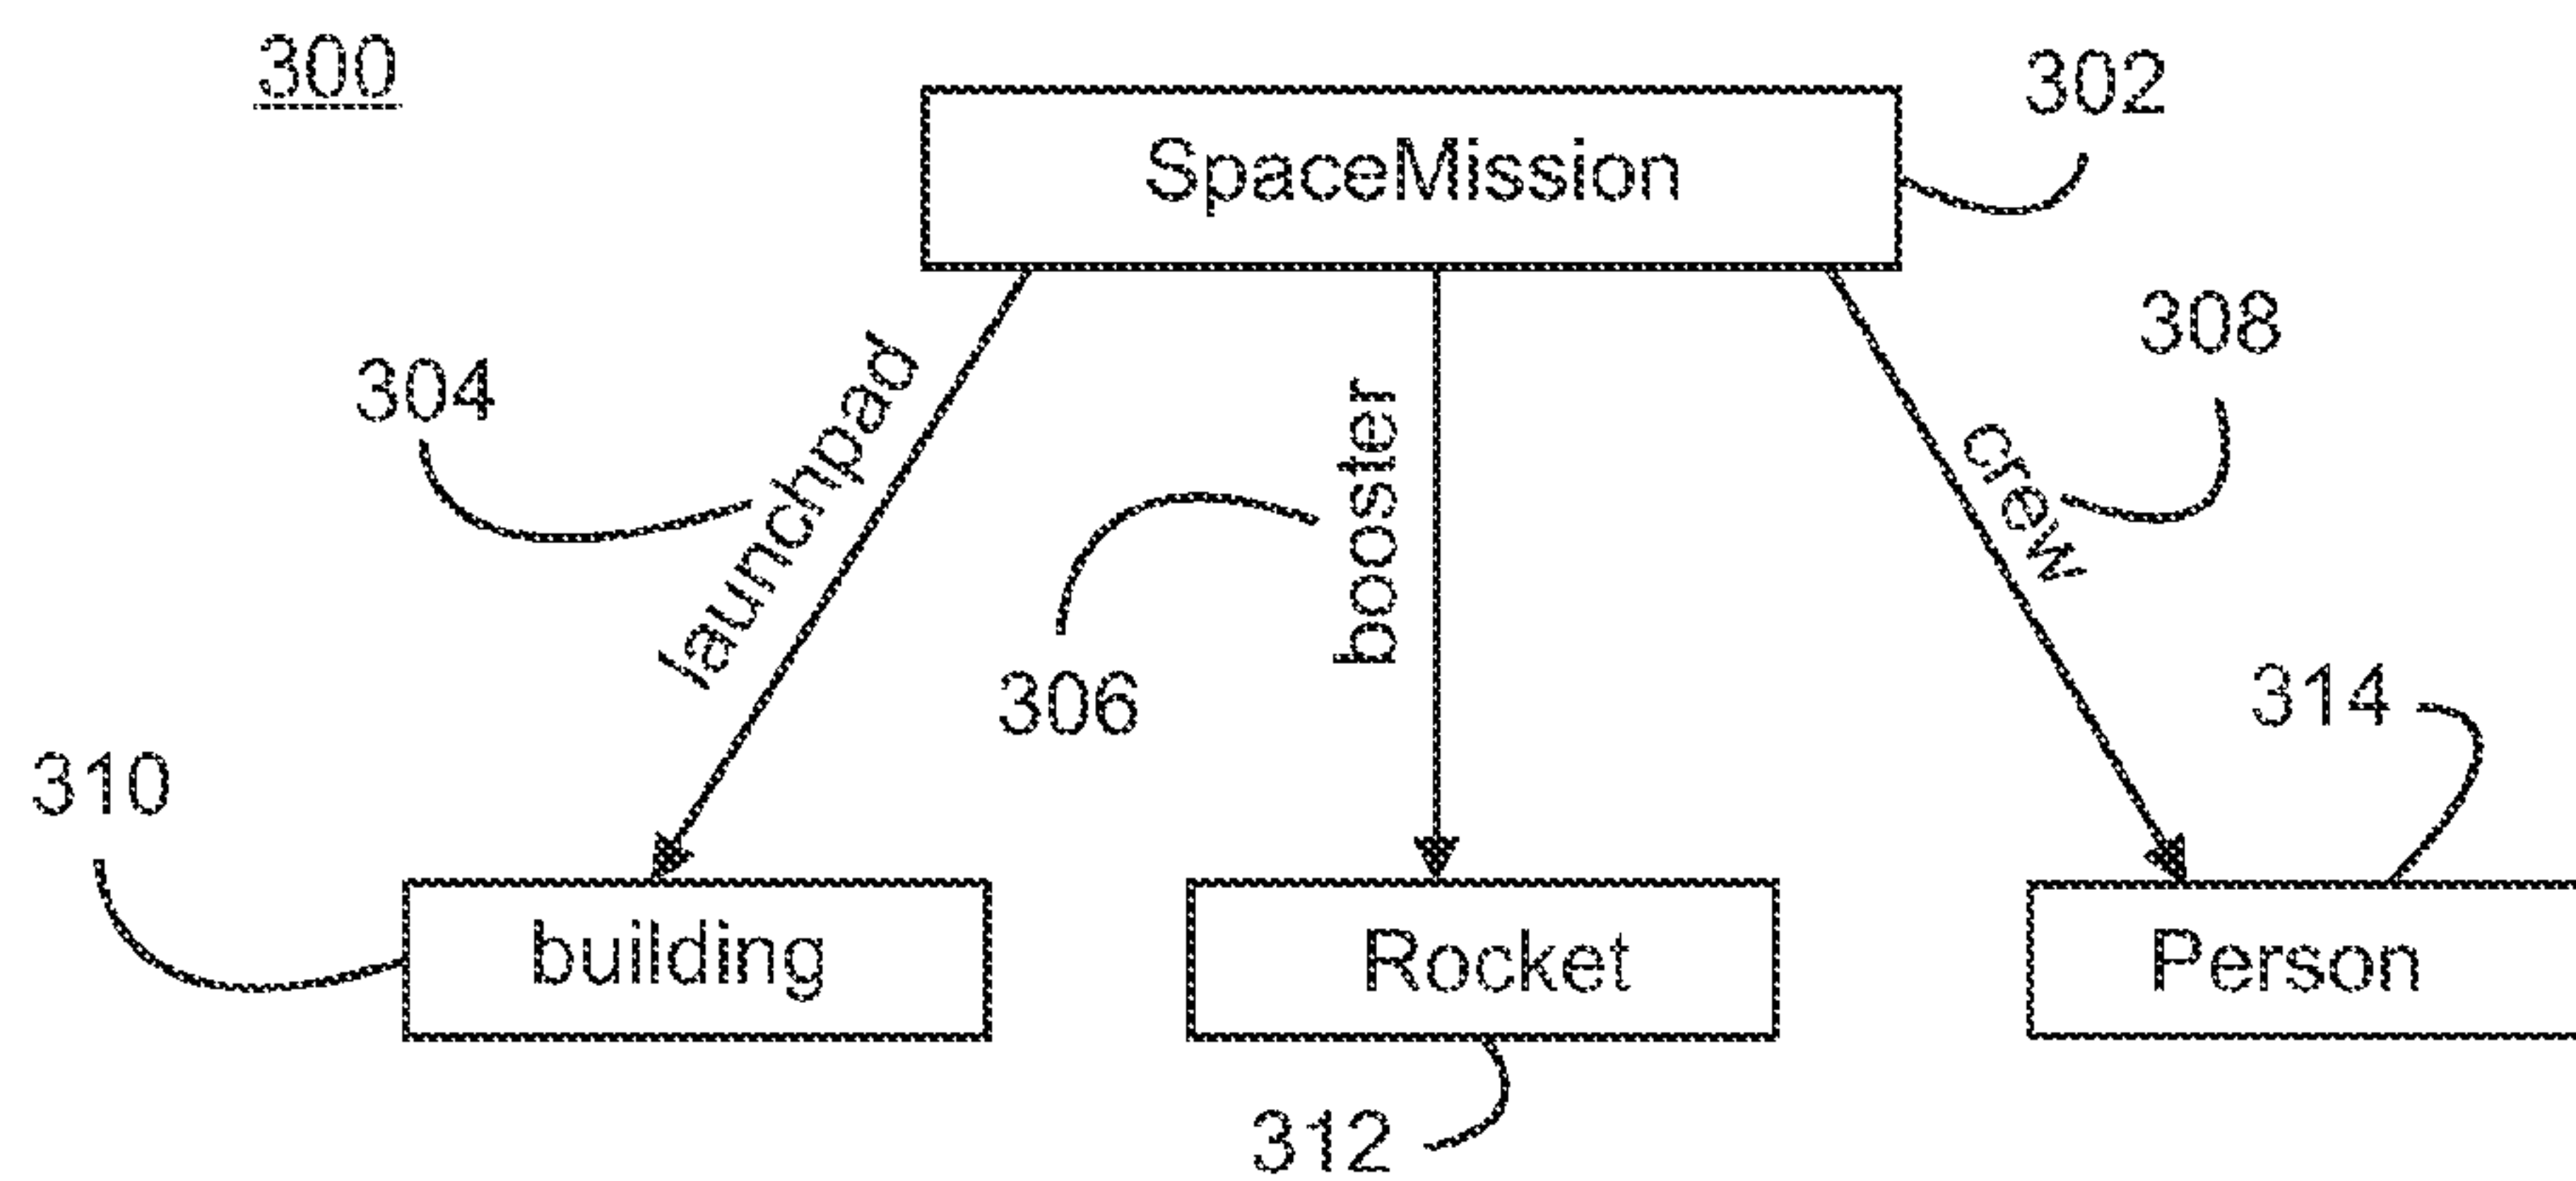 300
302
SpaceMission
308
304
launchpad
booster
crew
306
314
310
building
Rocket
Person
312